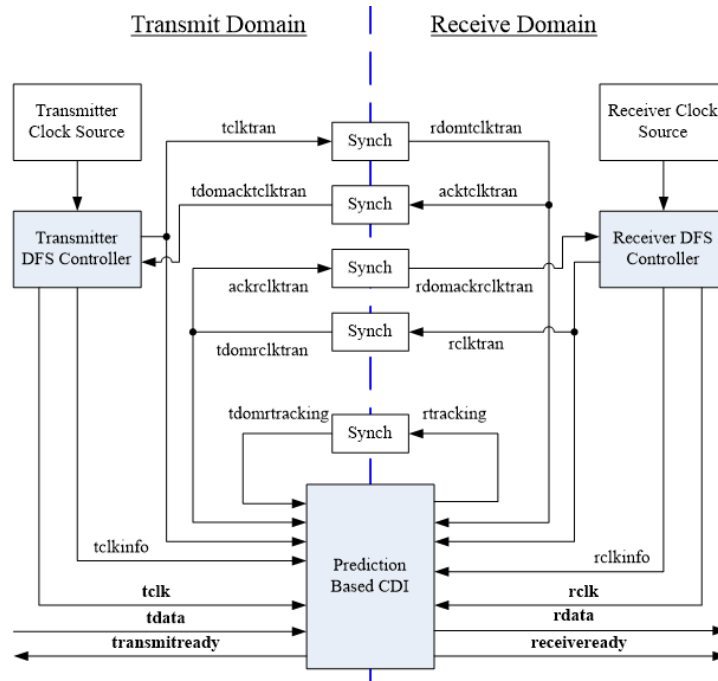 Transmit Domain
Receive Domain
Transmitter
Clock Source
Receiver Clock
Source
tclktran
Synch
rdomtclktran
tdomacktclktran
Synch
acktclktran
Transmitter
DFS Controller
Receiver DFS
Controller
ackrclktran
Synch
rdomackrclktran
tdomrclktran
Synch
rclktran
tdomrtracking
Synch
rtracking
tclkinfo
Prediction
Based CDI
rclkinfo
tclk
rclk
tdata
rdata
transmitready
receiveready